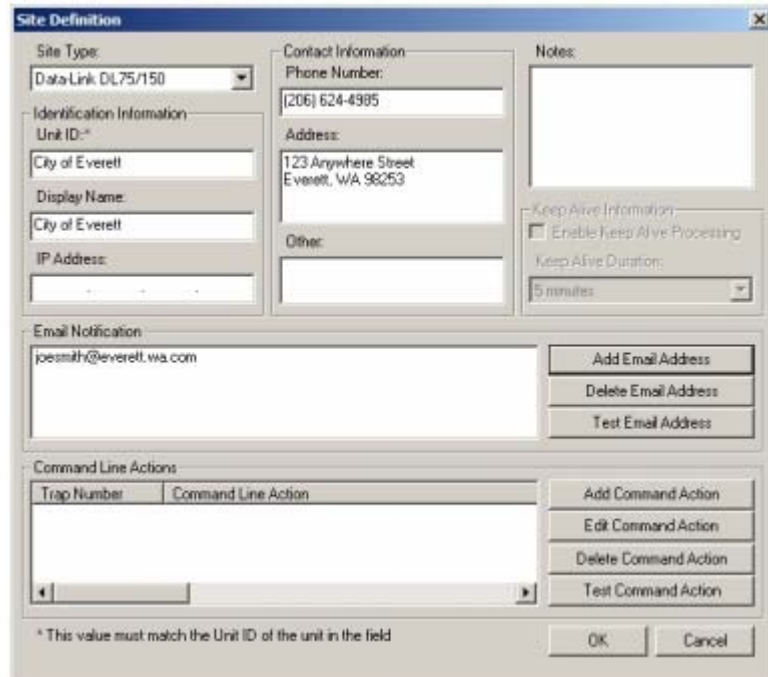 Site Definition
Site Type:
Data-Link DL75/150
Identification Information
Unit ID:*
City of Everett
Display Name:
City of Everett
IP Address:
. . .
Contact Information
Phone Number:
(206) 624-4985
Address:
123 Anywhere Street
Everett, WA 98253
Other:
Notes:
Keep Alive Information
Enable Keep Alive Processing
Keep Alive Duration:
5 minutes
Email Notification
joesmith@everett.wa.com
Add Email Address
Delete Email Address
Test Email Address
Command Line Actions
Trap Number Command Line Action
Add Command Action
Edit Command Action
Delete Command Action
Test Command Action
* This value must match the Unit ID of the unit in the field
OK Cancel